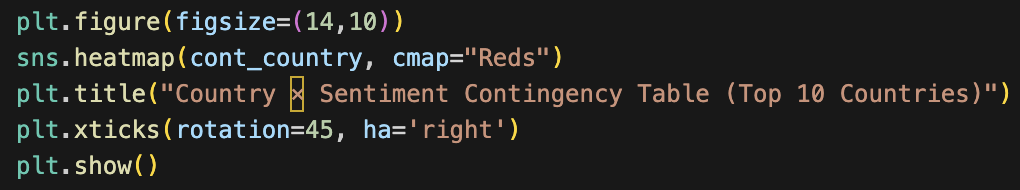 plt.figure(figsize=(14,10))
sns.heatmap(cont_country, cmap="Reds")
plt.title("Country × Sentiment Contingency Table (Top 10 Countries)")
plt.xticks(rotation=45, ha='right')
plt.show()